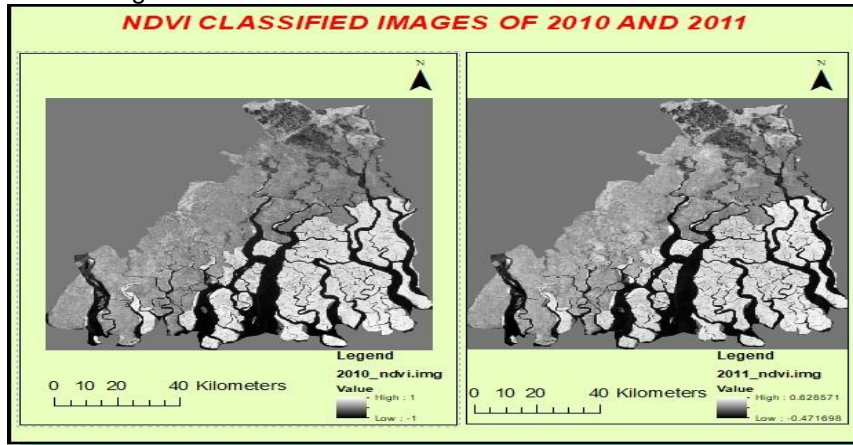 NDVI CLASSIFIED IMAGES OF 2010 AND 2011
N
0 10 20 40 Kilometers
Legend
2010_ndvi.img
Value
High : 1
Low : -1
N
0 10 20 40 Kilometers
Legend
2011_ndvi.img
Value
High : 0.628571
Low : -0.471698